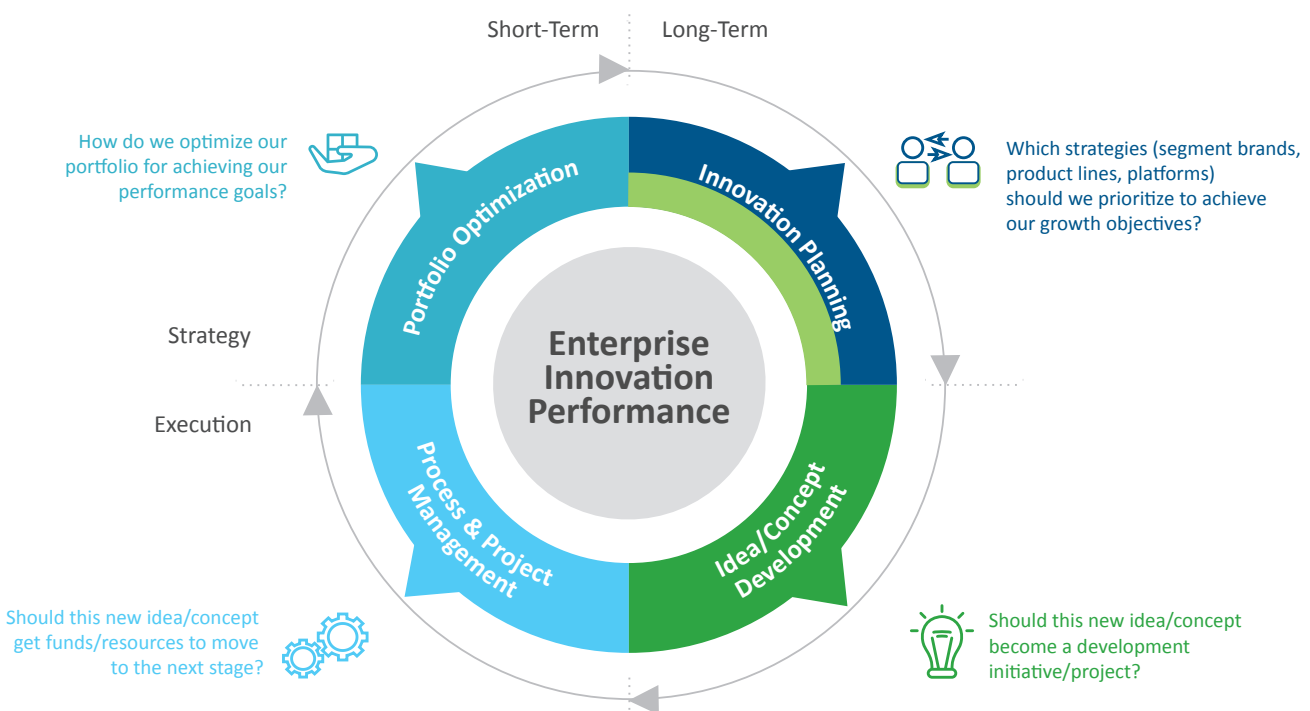 Short-Term
Long-Term
How do we optimize our
portfolio for achieving our
performance goals?
Which strategies (segment brands,
product lines, platforms)
should we prioritize to achieve
our growth objectives?
Portfolio Optimization
Innovation Planning
Strategy
Execution
Enterprise
Innovation
Performance
Process & Project
Management
Idea/Concept
Development
Should this new idea/concept
get funds/resources to move
to the next stage?
Should this new idea/concept
become a development
initiative/project?